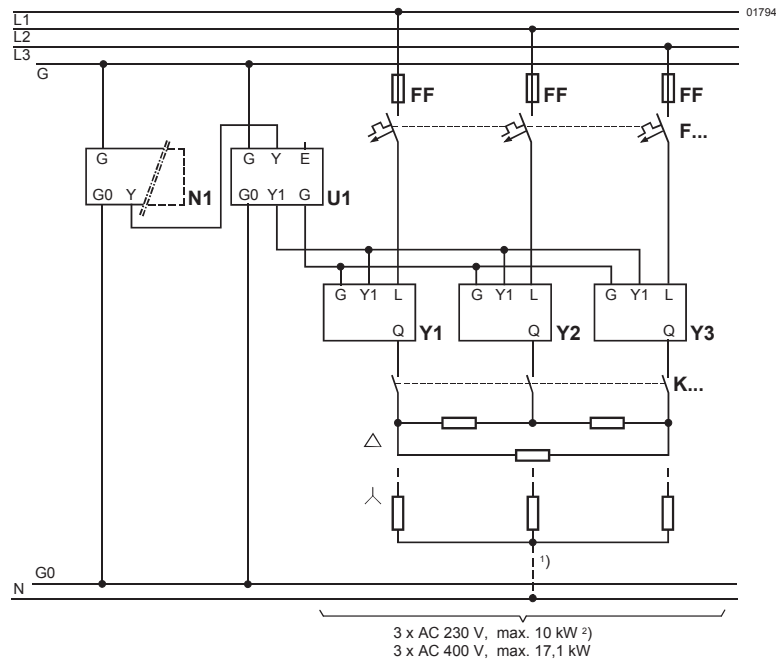 01794
L1
L2
L3
G
FF FF FF
F...
G G Y E
G0 Y N1 G0 Y1 G U1
G Y1 L G Y1 L G Y1 L
Q Y1 Q Y2 Q Y3
K...
1)
G0
N
3 x AC 230 V, max. 10 kW 2)
3 x AC 400 V, max. 17,1 kW